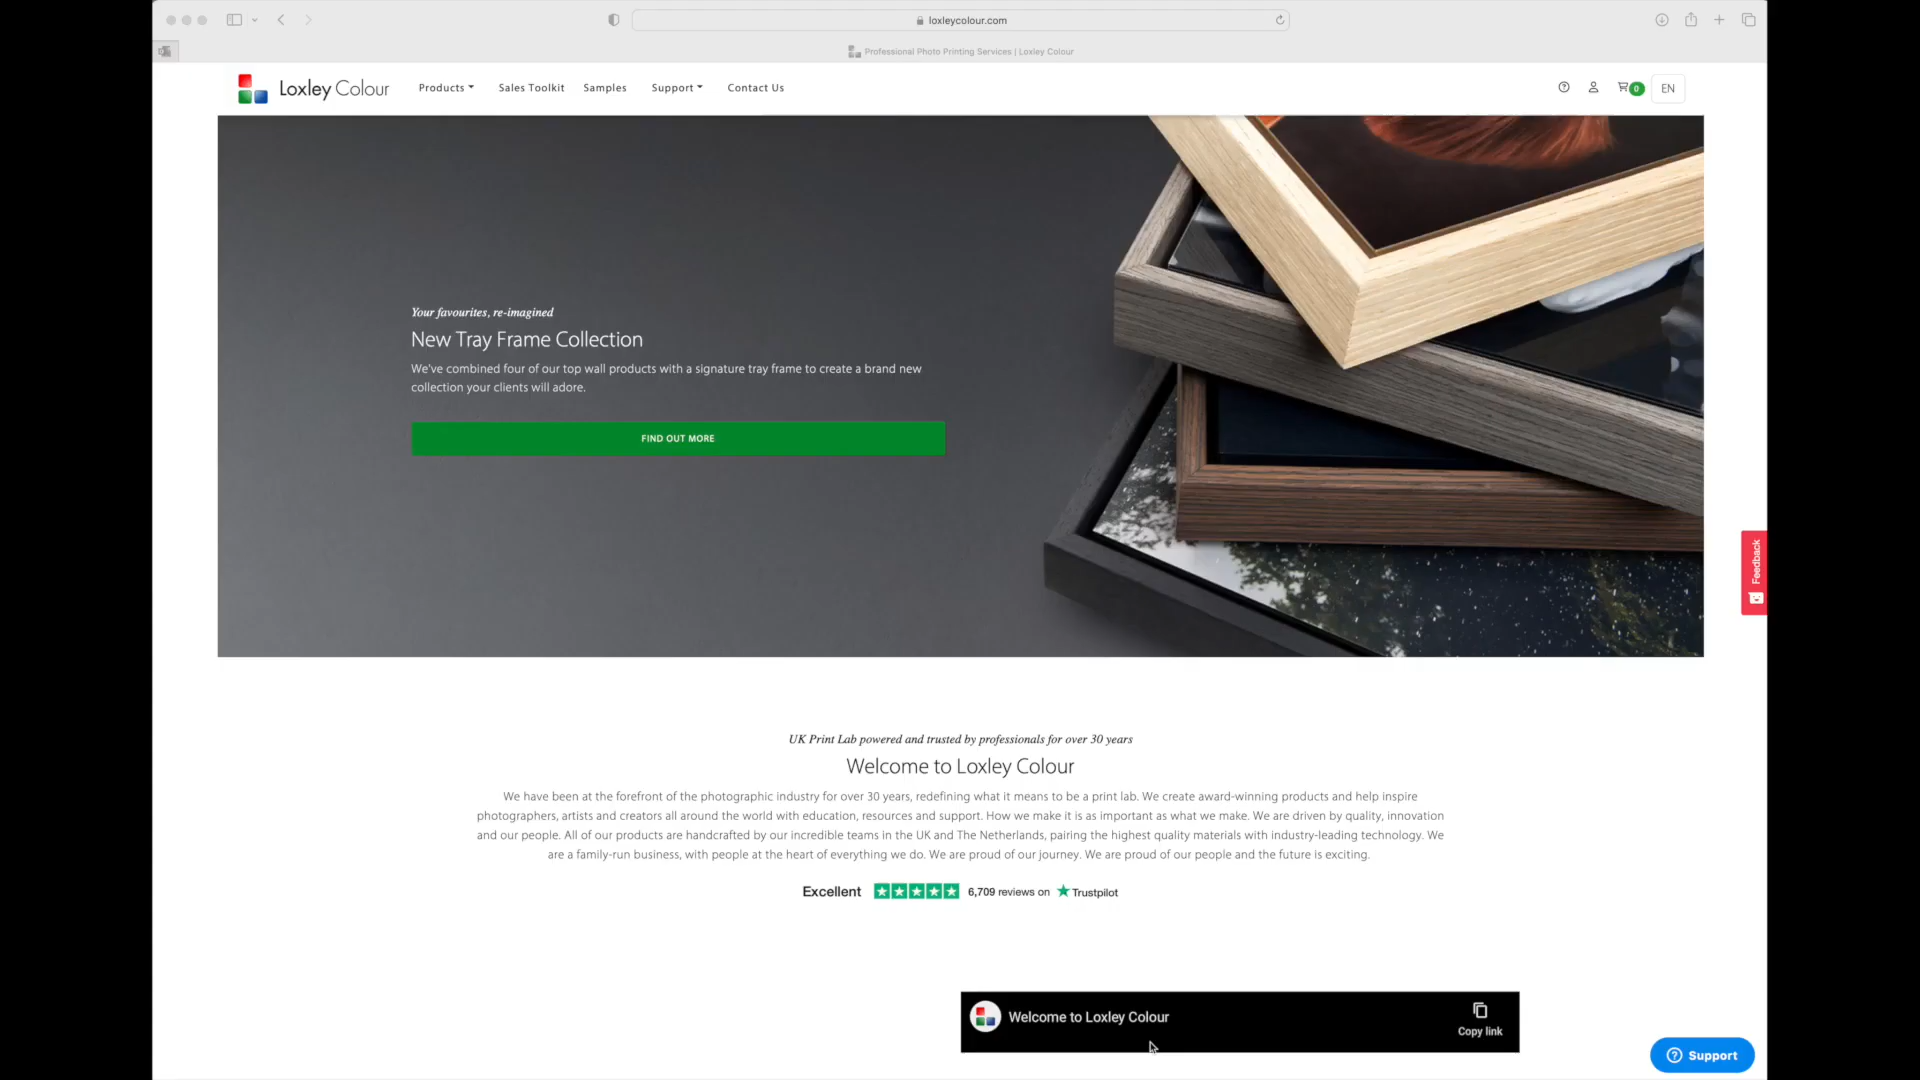 loxleycolour.com
Professional Photo Printing Services | Loxley Colour
Loxley Colour
Products
Sales Toolkit
Samples
Support
Contact Us
0
EN
Your favourites, re-imagined
New Tray Frame Collection
We've combined four of our top wall products with a signature tray frame to create a brand new
collection your clients will adore.
FIND OUT MORE
Feedback
UK Print Lab powered and trusted by professionals for over 30 years
Welcome to Loxley Colour
We have been at the forefront of the photographic industry for over 30 years, redefining what it means to be a print lab. We create award-winning products and help inspire
photographers, artists and creators all around the world with education, resources and support. How we make it is as important as what we make. We are driven by quality, innovation
and our people. All of our products are handcrafted by our incredible teams in the UK and The Netherlands, pairing the highest quality materials with industry-leading technology. We
are a family-run business, with people at the heart of everything we do. We are proud of our journey. We are proud of our people and the future is exciting.
Excellent
6,709 reviews on
Trustpilot
Welcome to Loxley Colour
Copy link
Support